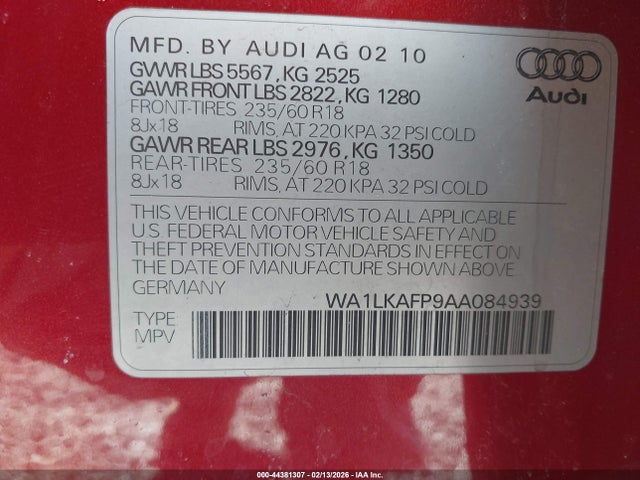 MFD. BY AUDI AG 02 10
GVWR LBS 5567, KG 2525
GAWR FRONT LBS 2822, KG 1280
FRONT-TIRES 235/60 R18
8Jx18 RIMS, AT 220 KPA 32 PSI COLD
GAWR REAR LBS 2976, KG 1350
REAR-TIRES 235/60 R18
8Jx18 RIMS, AT 220 KPA 32 PSI COLD
Audi
THIS VEHICLE CONFORMS TO ALL APPLICABLE
U.S. FEDERAL MOTOR VEHICLE SAFETY AND
THEFT PREVENTION STANDARDS IN EFFECT ON
THE DATE OF MANUFACTURE SHOWN ABOVE
GERMANY
WA1LKAFP9AA084939
TYPE
MPV
000-44381307 - 02/13/2026 - IAA Inc.